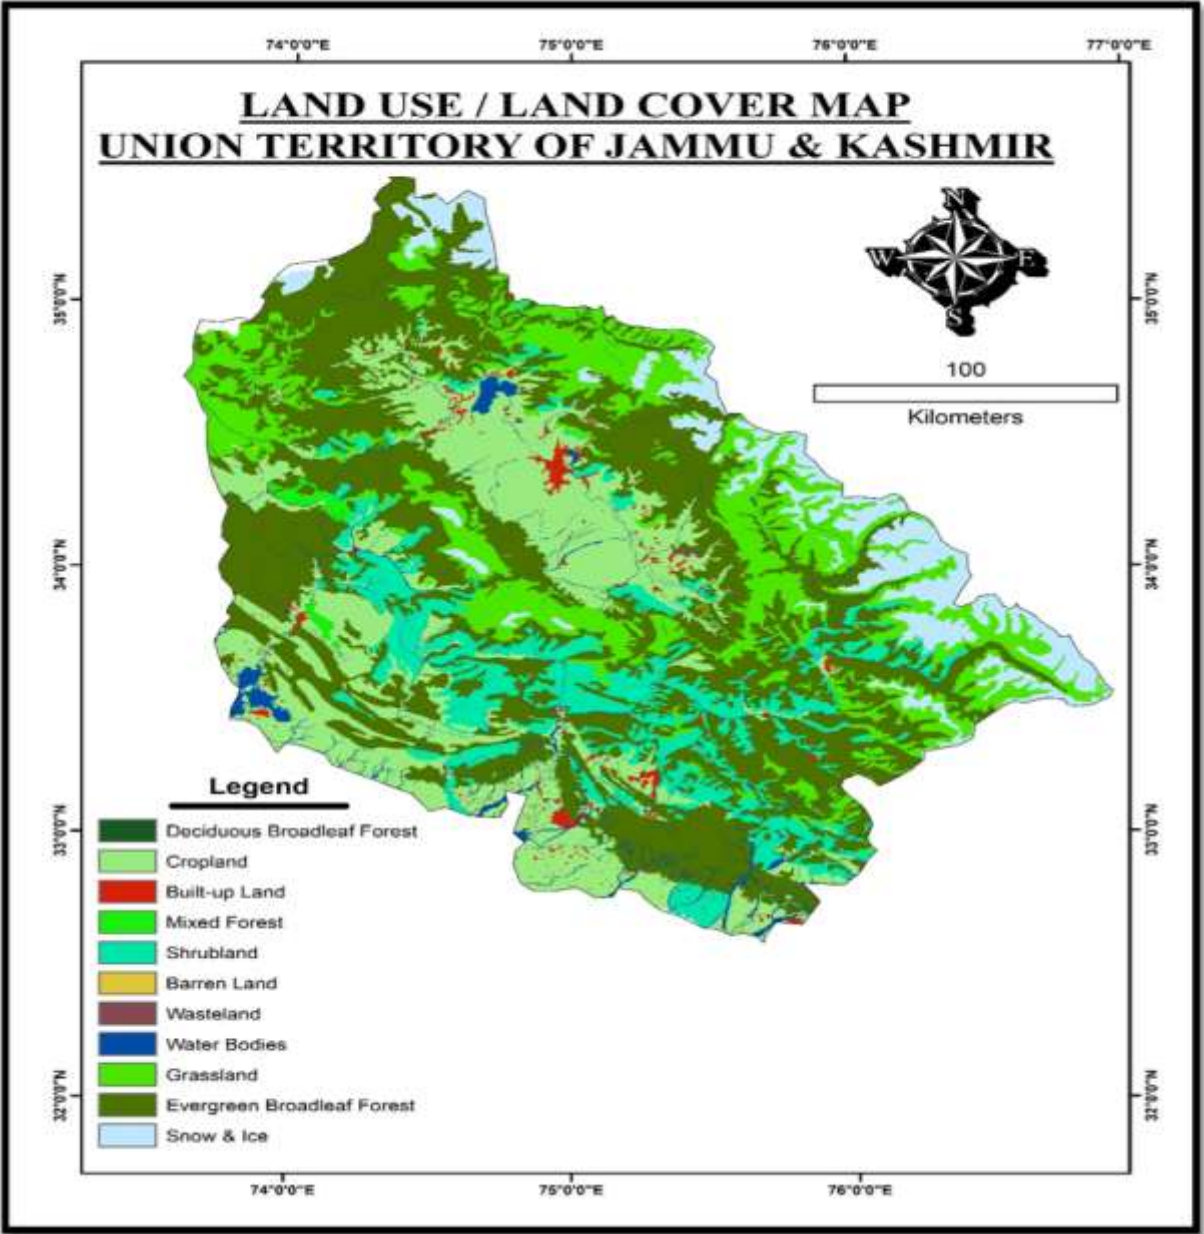 74°0'0"E 75°0'0"E 76°0'0"E 77°0'0"E
LAND USE / LAND COVER MAP
UNION TERRITORY OF JAMMU & KASHMIR
N
W E
S
35°0'0"N 35°0'0"N
100
Kilometers
34°0'0"N 34°0'0"N
Legend
33°0'0"N 33°0'0"N
Deciduous Broadleaf Forest
Cropland
Built-up Land
Mixed Forest
Shrubland
Barren Land
Wasteland
Water Bodies
Grassland
Evergreen Broadleaf Forest
Snow & Ice
32°0'0"N 32°0'0"N
74°0'0"E 75°0'0"E 76°0'0"E